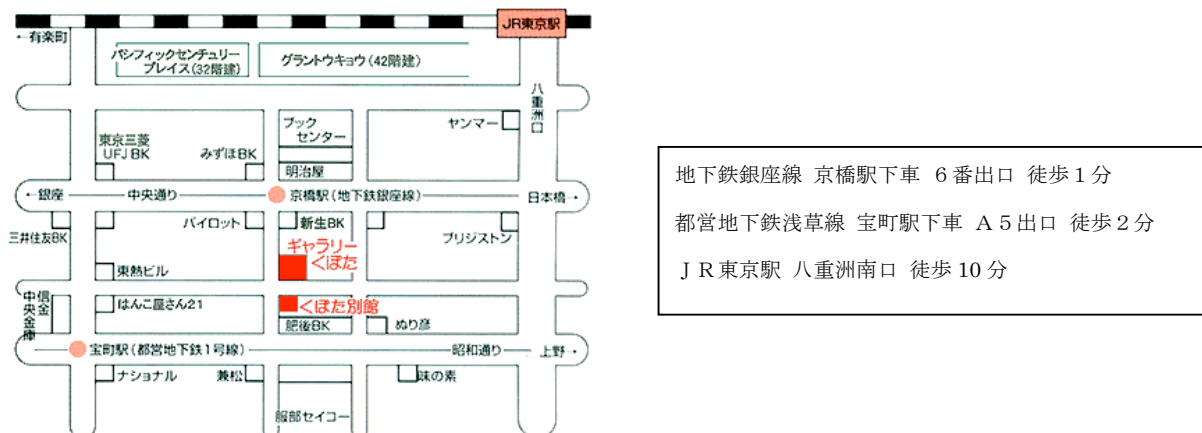 JR東京駅
←有楽町
パシフィックセンチュリー
プレイス(32階建)
グラントウキョウ(42階建)
八重洲口
ブック
センター
ヤンマー
東京三菱
UFJ BK
みずほBK
明治屋
←銀座
中央通り
京橋駅(地下鉄銀座線)
日本橋→
三井住友BK
パイロット
新生BK
ブリジストン
ギャラリー
くぼた
東熱ビル
中央金庫
信金
はんこ屋さん21
くぼた別館
肥後BK
ぬり彦
宝町駅(都営地下鉄1号線)
昭和通り
上野→
ナショナル
兼松
味の素
服部セイコー
地下鉄銀座線 京橋駅下車 6番出口 徒歩1分
都営地下鉄浅草線 宝町駅下車 A5出口 徒歩2分
JR東京駅 八重洲南口 徒歩10分